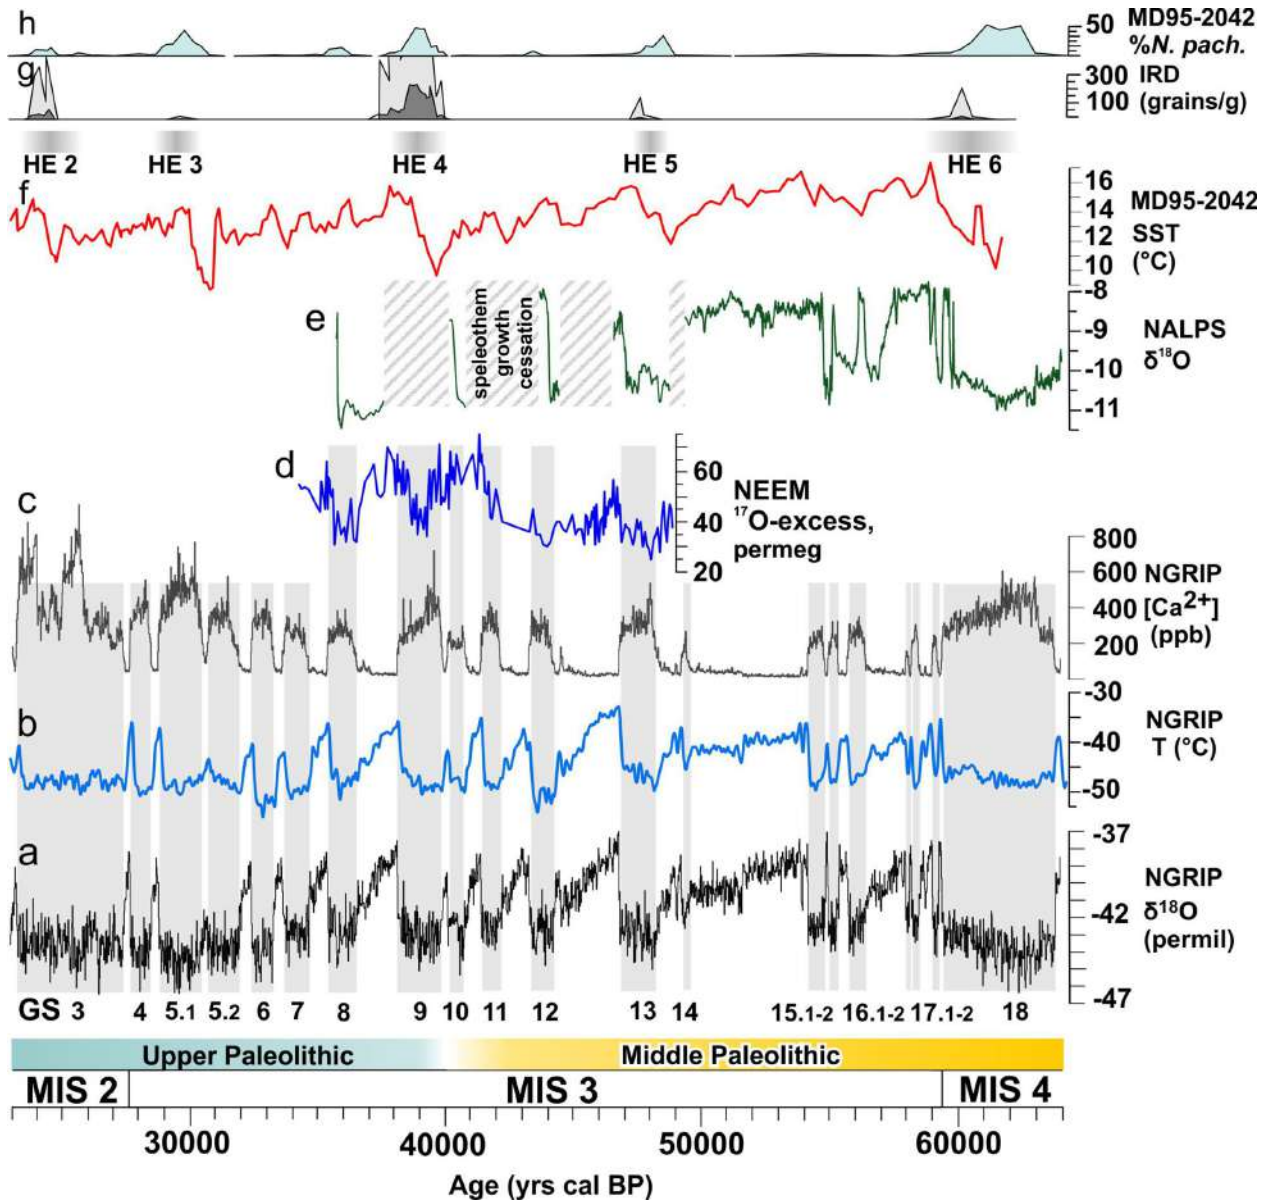 h
50
MD95-2042
%N. pach.
g
300
100
IRD
(grains/g)
HE 2
HE 3
HE 4
HE 5
HE 6
f
16
14
12
10
MD95-2042
SST
(°C)
e
speleothem
growth
cessation
-8
-9
-10
-11
NALPS
δ¹⁸O
d
60
40
20
NEEM
¹⁷O-excess,
permeg
c
800
600
400
200
NGRIP
[Ca²⁺]
(ppb)
b
-30
-40
-50
NGRIP
T (°C)
a
-37
-42
-47
NGRIP
δ¹⁸O
(permil)
GS 3 4 5.1 5.2 6 7 8 9 10 11 12 13 14 15.1-2 16.1-2 17.1-2 18
Upper Paleolithic
Middle Paleolithic
MIS 2
MIS 3
MIS 4
30000 40000 50000 60000
Age (yrs cal BP)